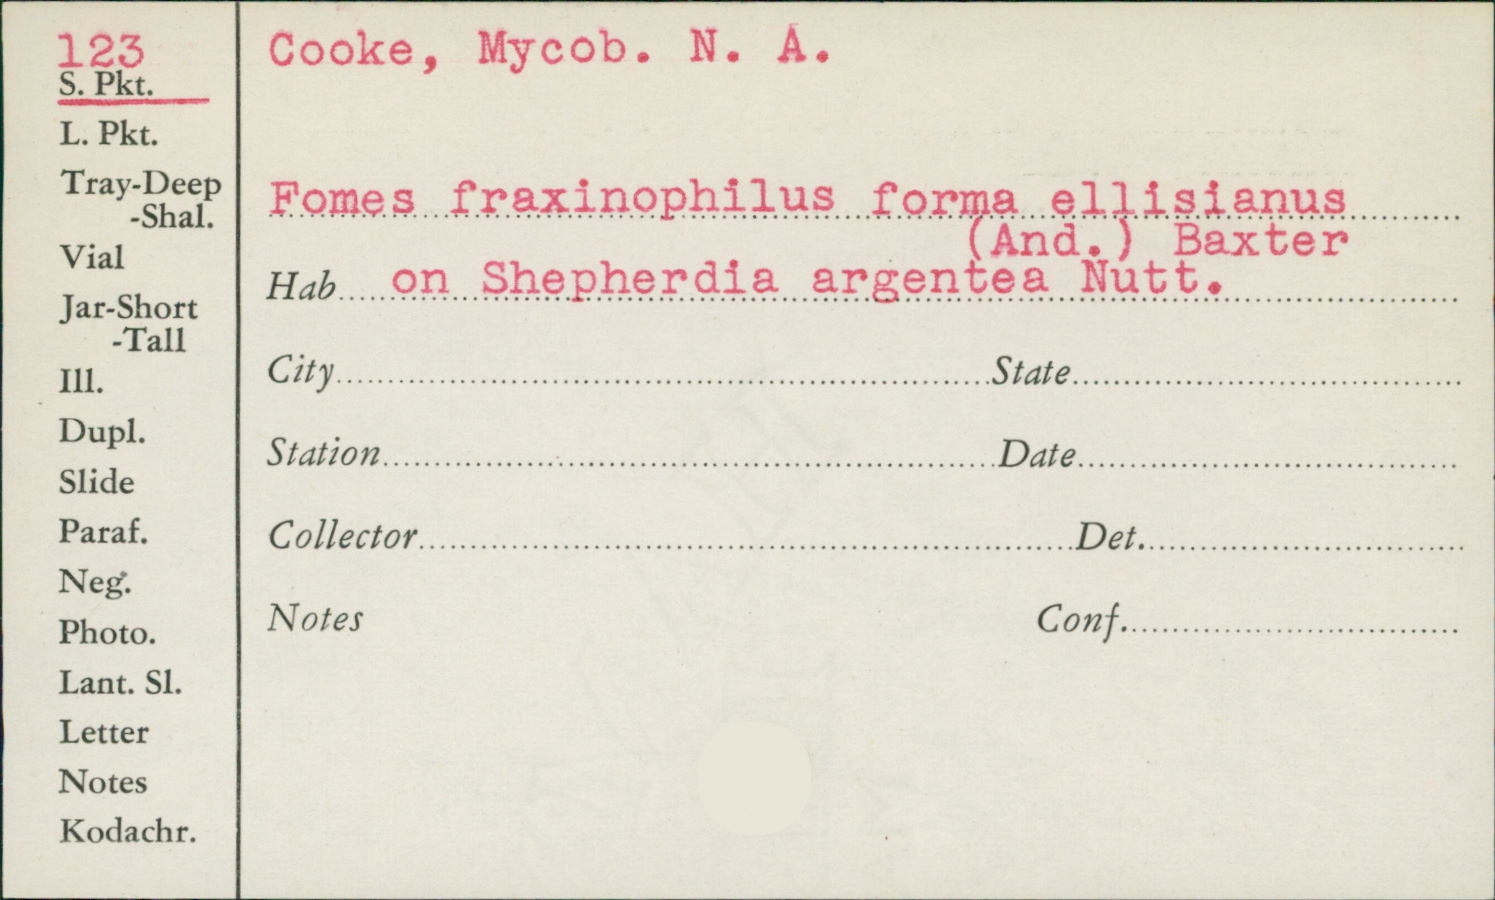 123
S. Pkt.
L. Pkt.
Tray-Deep
-Shal.
Vial
Jar-Short
-Tall
Ill.
Dupl.
Slide
Paraf.
Neg.
Photo.
Lant. Sl.
Letter
Notes
Kodachr.
Cooke, Mycob. N. A.
Fomes fraxinophilus forma ellisianus
(And.) Baxter
Hab on Shepherdia argentea Nutt.
City State
Station Date
Collector Det.
Notes Conf.